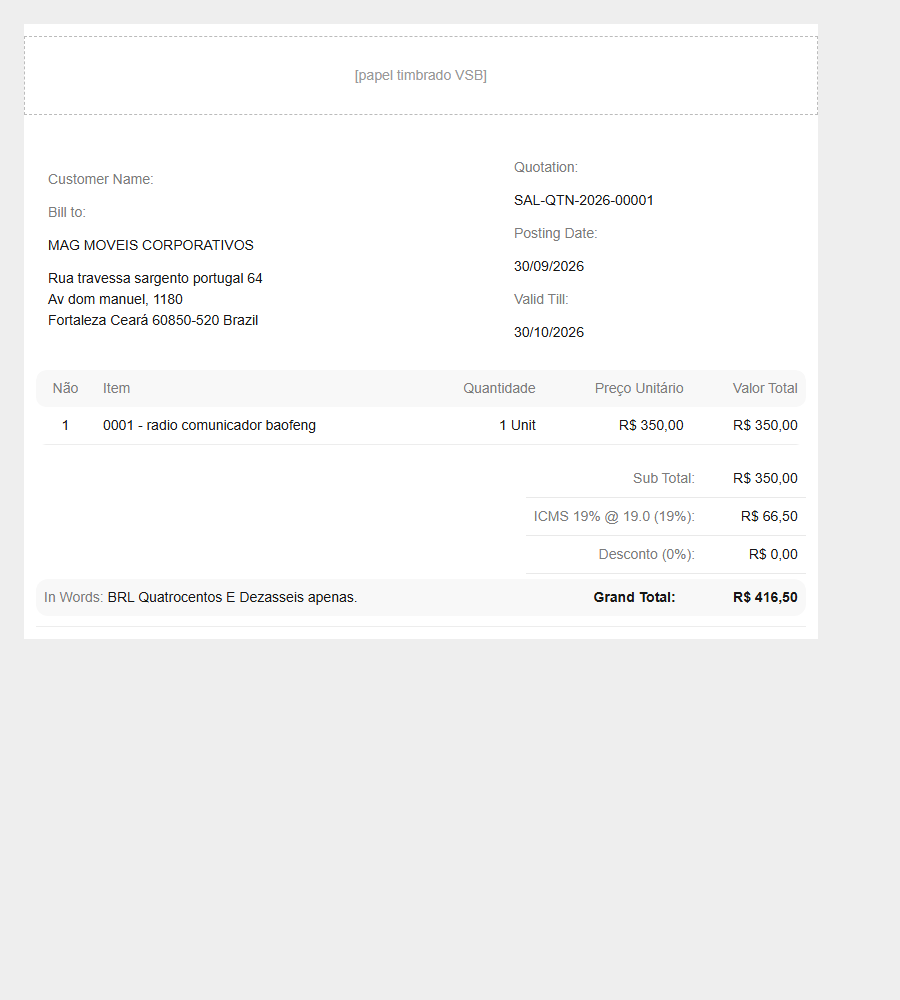 [papel timbrado VSB]
Customer Name:
Bill to:
MAG MOVEIS CORPORATIVOS
Rua travessa sargento portugal 64
Av dom manuel, 1180
Fortaleza Ceará 60850-520 Brazil
Quotation:
SAL-QTN-2026-00001
Posting Date:
30/09/2026
Valid Till:
30/10/2026
Não Item Quantidade Preço Unitário Valor Total
1 0001 - radio comunicador baofeng 1 Unit R$ 350,00 R$ 350,00
Sub Total: R$ 350,00
ICMS 19% @ 19.0 (19%): R$ 66,50
Desconto (0%): R$ 0,00
In Words: BRL Quatrocentos E Dezasseis apenas. Grand Total: R$ 416,50